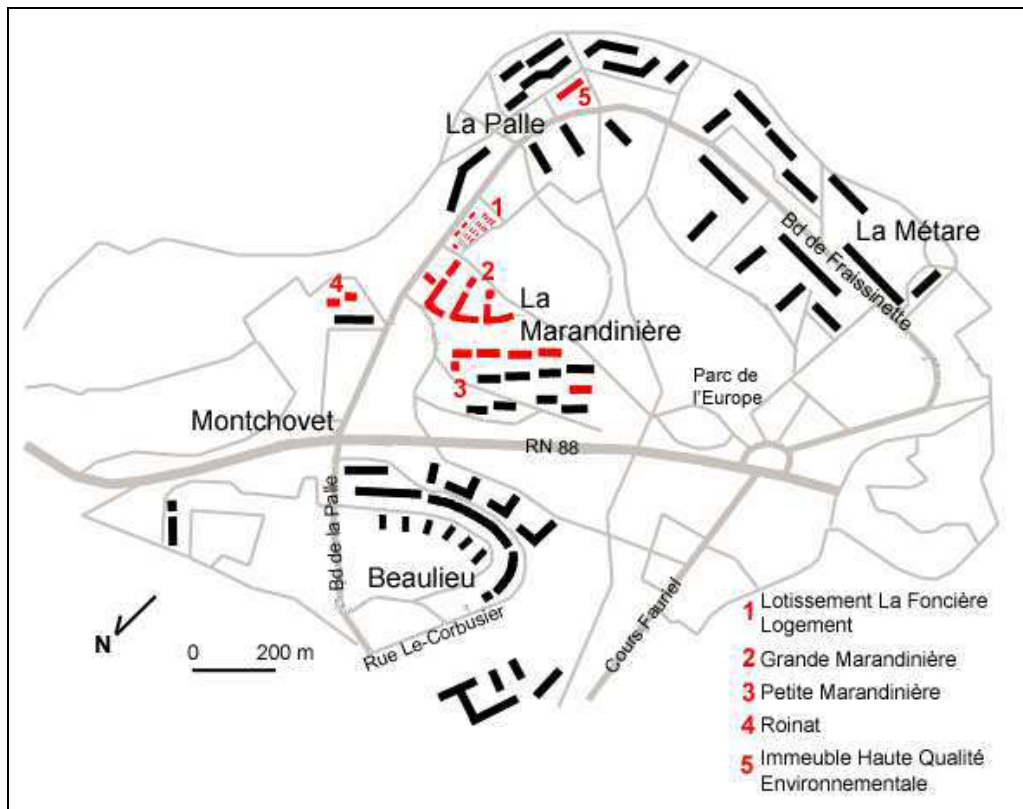 5
La Palle
1
La Métare
Bd de Fraissinette
4
2
La
Marandinière
3
Parc de
l'Europe
Montchovet
RN 88
Bd de la Palle
Beaulieu
Rue Le-Corbusier
Cours Fauriel
N
0 200 m
1 Lotissement La Foncière
Logement
2 Grande Marandinière
3 Petite Marandinière
4 Roinat
5 Immeuble Haute Qualité
Environnementale